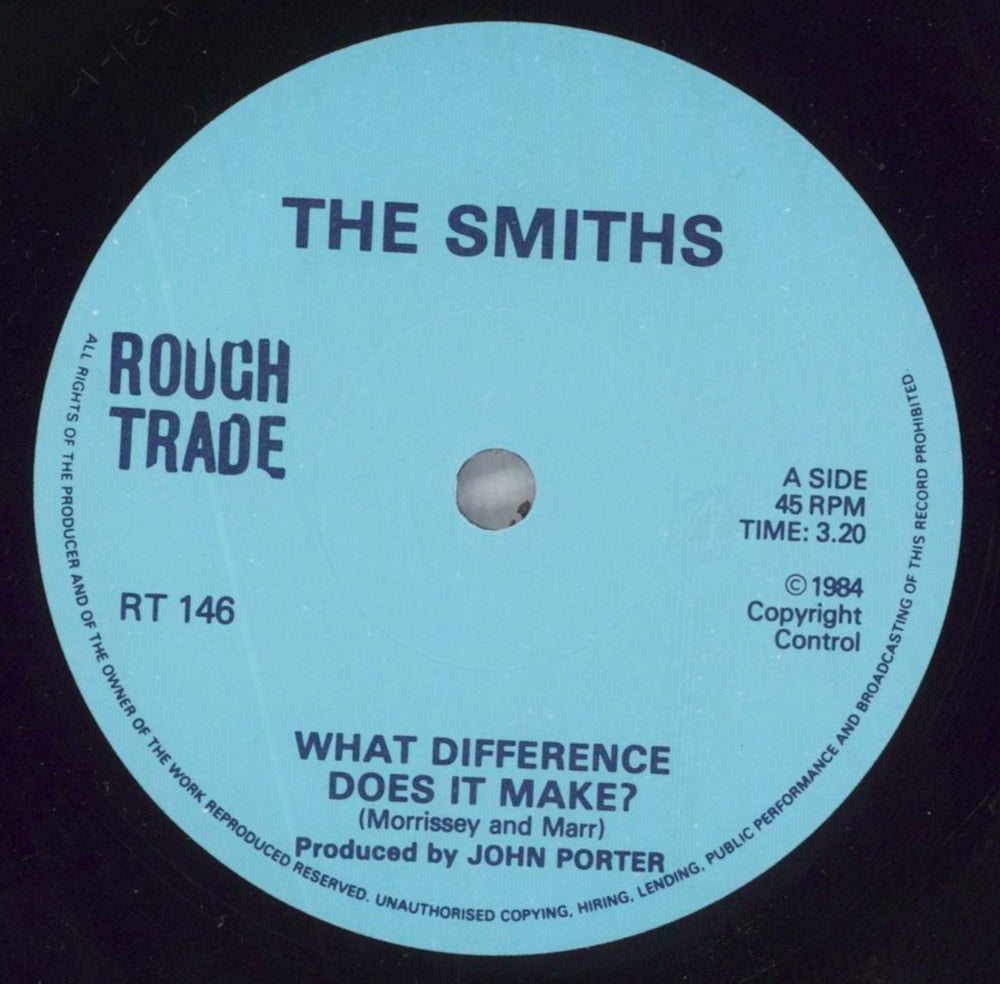 THE SMITHS
ROUGH
TRADE
RT 146
A SIDE
45 RPM
TIME: 3.20
© 1984
Copyright
Control
WHAT DIFFERENCE
DOES IT MAKE?
(Morrissey and Marr)
Produced by JOHN PORTER
ALL RIGHTS OF THE PRODUCER AND OF THE OWNER OF THE WORK REPRODUCED RESERVED. UNAUTHORISED COPYING, HIRING, LENDING, PUBLIC PERFORMANCE AND BROADCASTING OF THIS RECORD PROHIBITED.